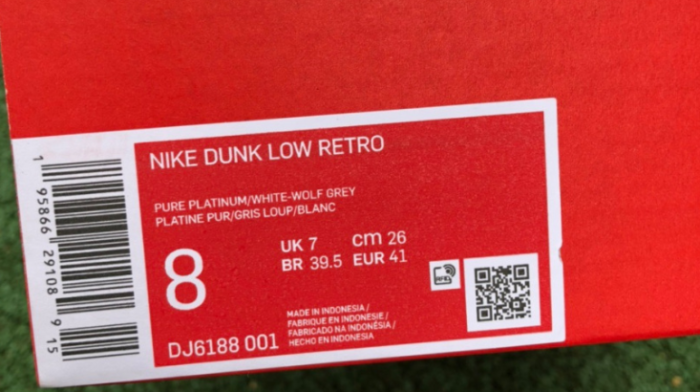 NIKE DUNK LOW RETRO
PURE PLATINUM/WHITE-WOLF GREY
PLATINE PUR/GRIS LOUP/BLANC
8
UK 7 cm 26
BR 39.5 EUR 41
RFID
DJ6188 001
MADE IN INDONESIA /
FABRIQUE EN INDONESIE /
FABRICADO NA INDONÉSIA /
HECHO EN INDONESIA
1 95866 29108 9 15